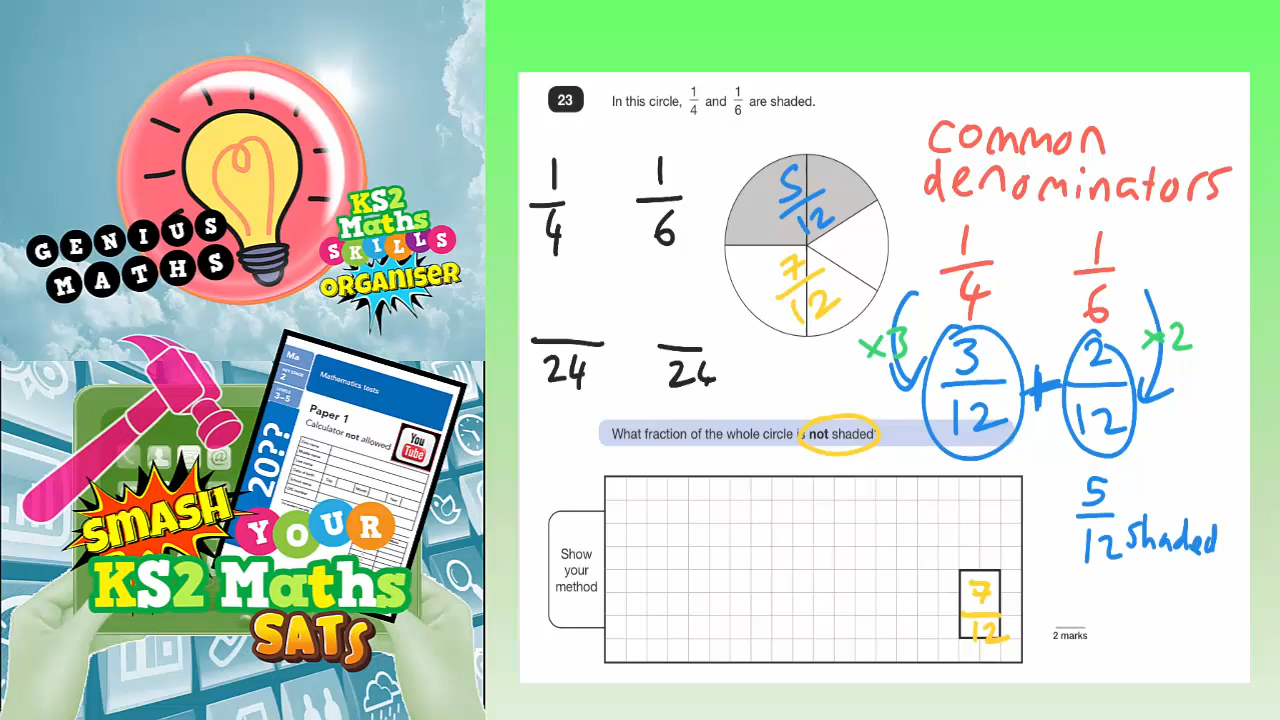 GENIUS
MATHS
KS2
Maths
SKILLS
ORGANISER
Ma
KEY STAGE
2
LEVELS
3–5
Mathematics tests
Paper 1
Calculator not allowed
You
Tube
20??
SMASH
YOUR
KS2 Maths
SATs
23
In this circle, 1/4 and 1/6 are shaded.
1/4 1/6
5/12
7/12
/24 /24
common
denominators
1/4 1/6
×3 ×2
3/12 + 2/12
5/12 shaded
What fraction of the whole circle is not shaded
Show
your
method
7/12
2 marks